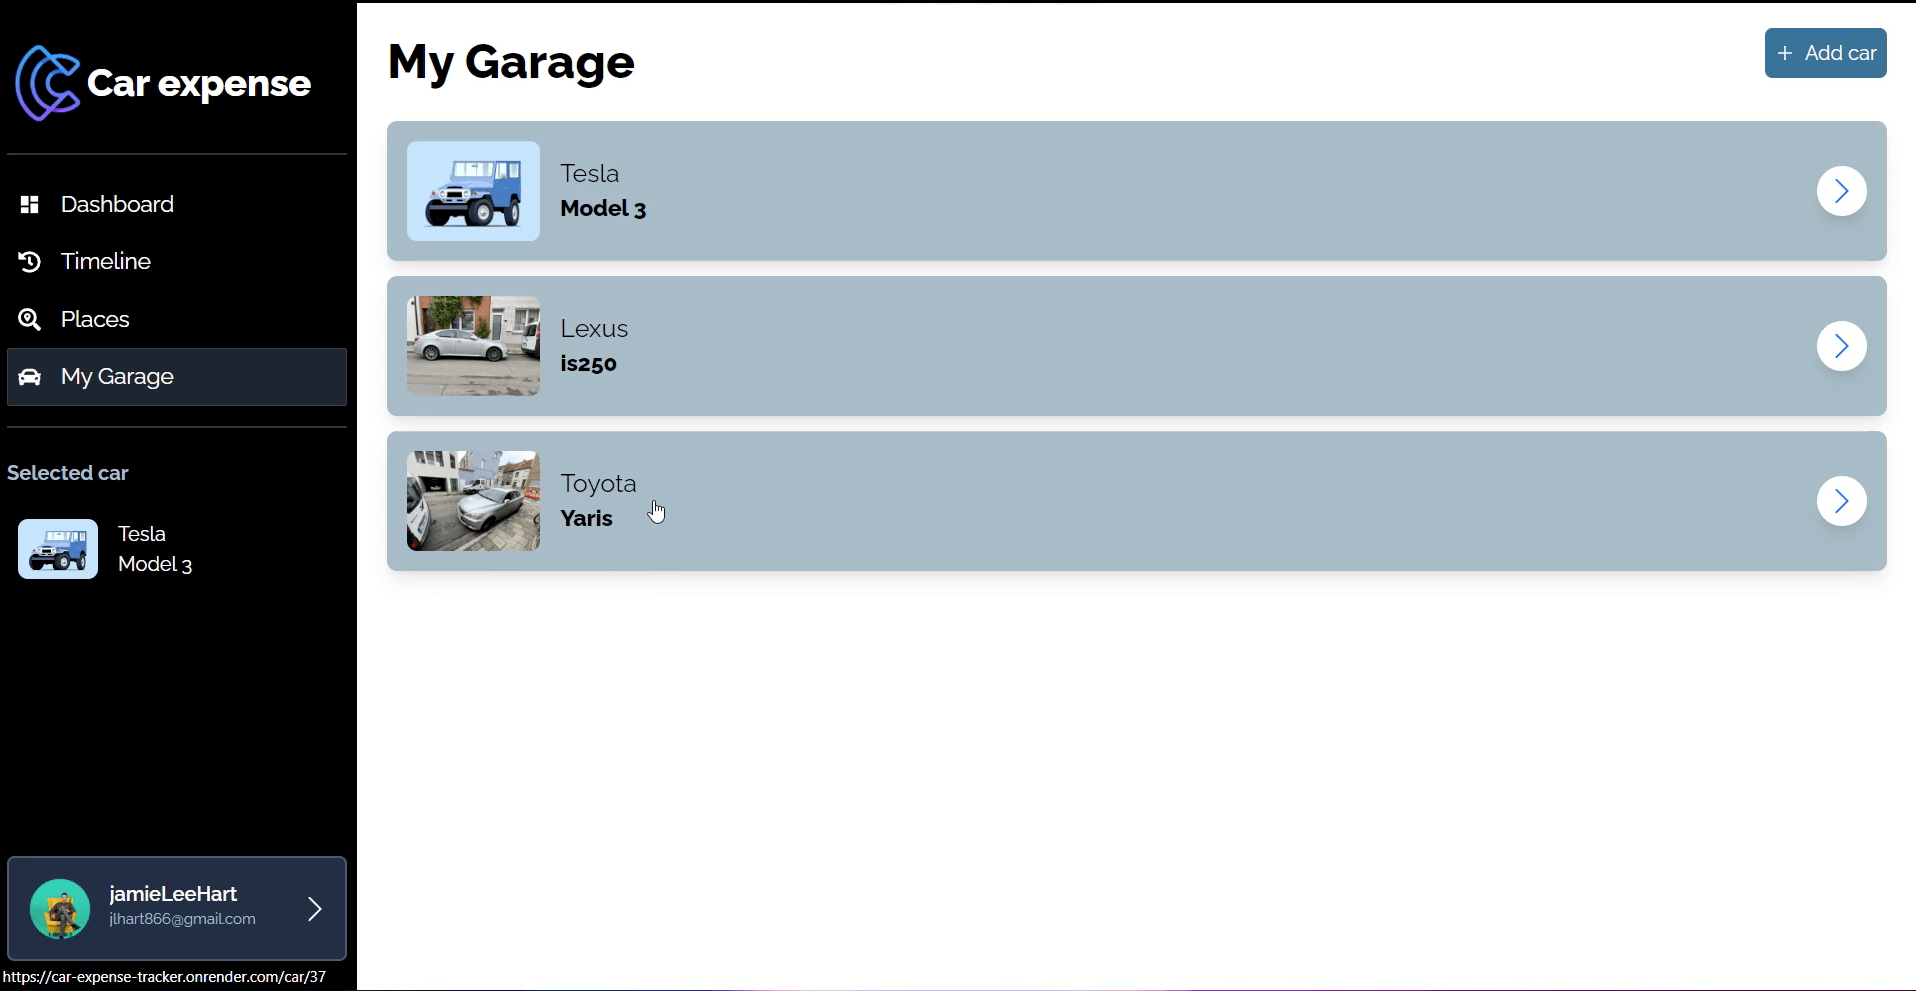 Car expense
Dashboard
Timeline
Places
My Garage
Selected car
Tesla
Model 3
jamieLeeHart
jlhart866@gmail.com
https://car-expense-tracker.onrender.com/car/37
My Garage
+ Add car
Tesla
Model 3
Lexus
is250
Toyota
Yaris